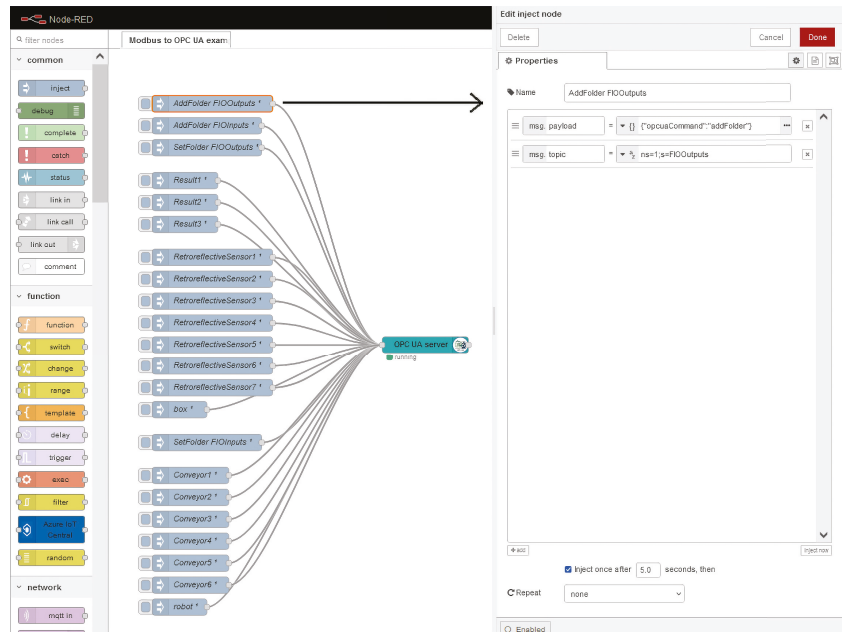 Node-RED
filter nodes
Modbus to OPC UA exam
common
inject
debug
complete
catch
status
link in
link call
link out
comment
function
function
switch
change
range
template
delay
trigger
exec
filter
Azure IoT
Central
random
network
mqtt in
AddFolder FIOOutputs *
AddFolder FIOInputs *
SetFolder FIOOutputs *
Result1 *
Result2 *
Result3 *
RetroreflectiveSensor1 *
RetroreflectiveSensor2 *
RetroreflectiveSensor3 *
RetroreflectiveSensor4 *
RetroreflectiveSensor5 *
RetroreflectiveSensor6 *
RetroreflectiveSensor7 *
box *
SetFolder FIOInputs *
Conveyor1 *
Conveyor2 *
Conveyor3 *
Conveyor4 *
Conveyor5 *
Conveyor6 *
robot *
OPC UA server
running
Edit inject node
Delete
Cancel
Done
Properties
Name
AddFolder FIOOutputs
msg. payload = {} {"opcuaCommand":"addFolder"} ••• x
msg. topic = az ns=1;s=FIOOutputs x
+ add
inject now
Inject once after 5.0 seconds, then
Repeat none
Enabled